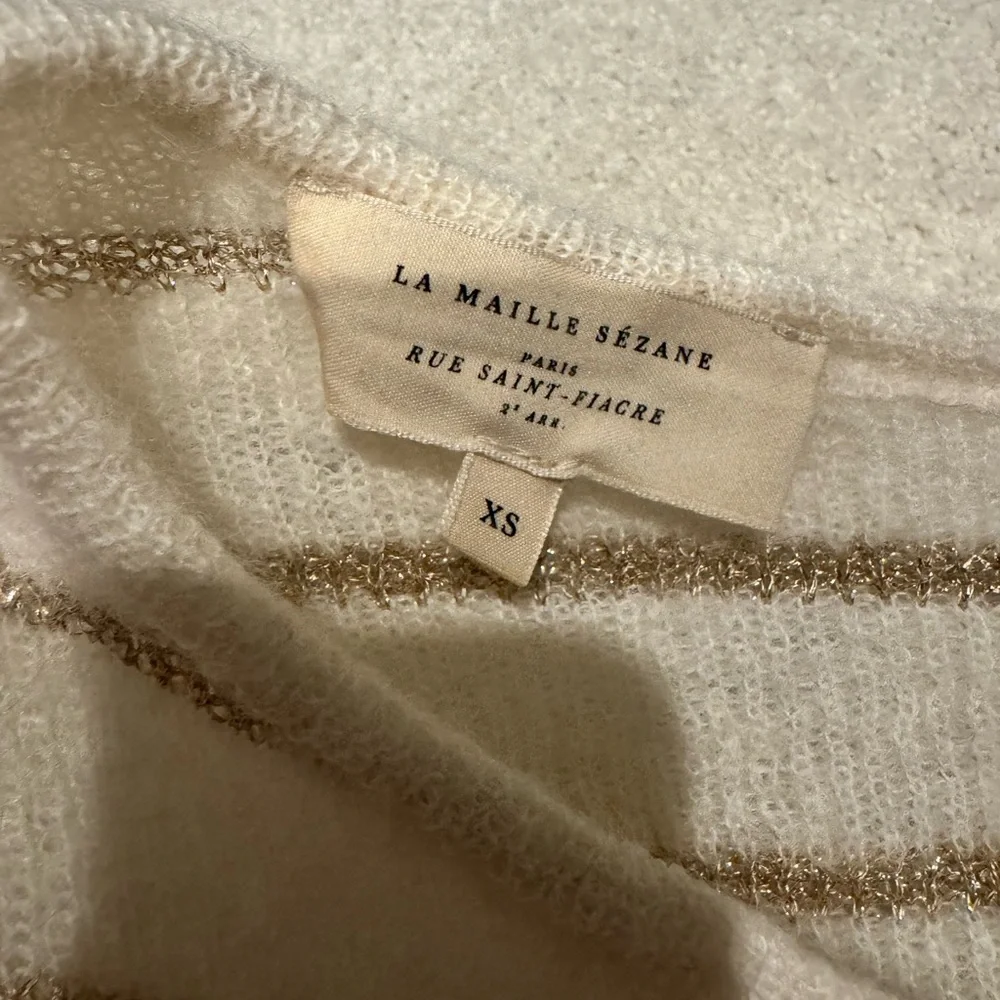 LA MAILLE SÉZANE
PARIS
RUE SAINT-FIACRE
2ᴱ ARR.
XS